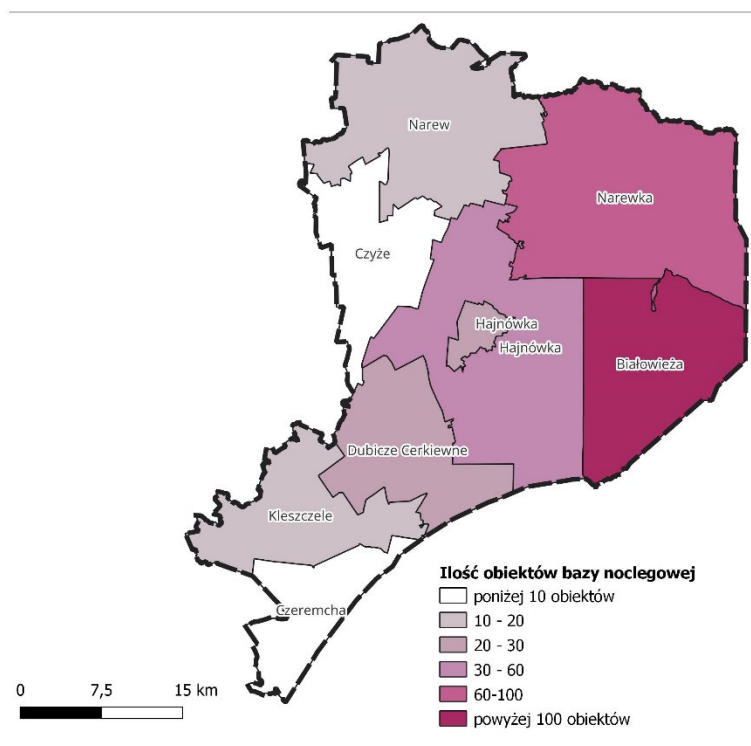 Narew
Narewka
Czyże
Hajnówka
Hajnówka
Białowieża
Dubicze Cerkiewne
Kleszczele
Czeremcha
Ilość obiektów bazy noclegowej
poniżej 10 obiektów
10 - 20
20 - 30
30 - 60
60-100
powyżej 100 obiektów
0 7,5 15 km